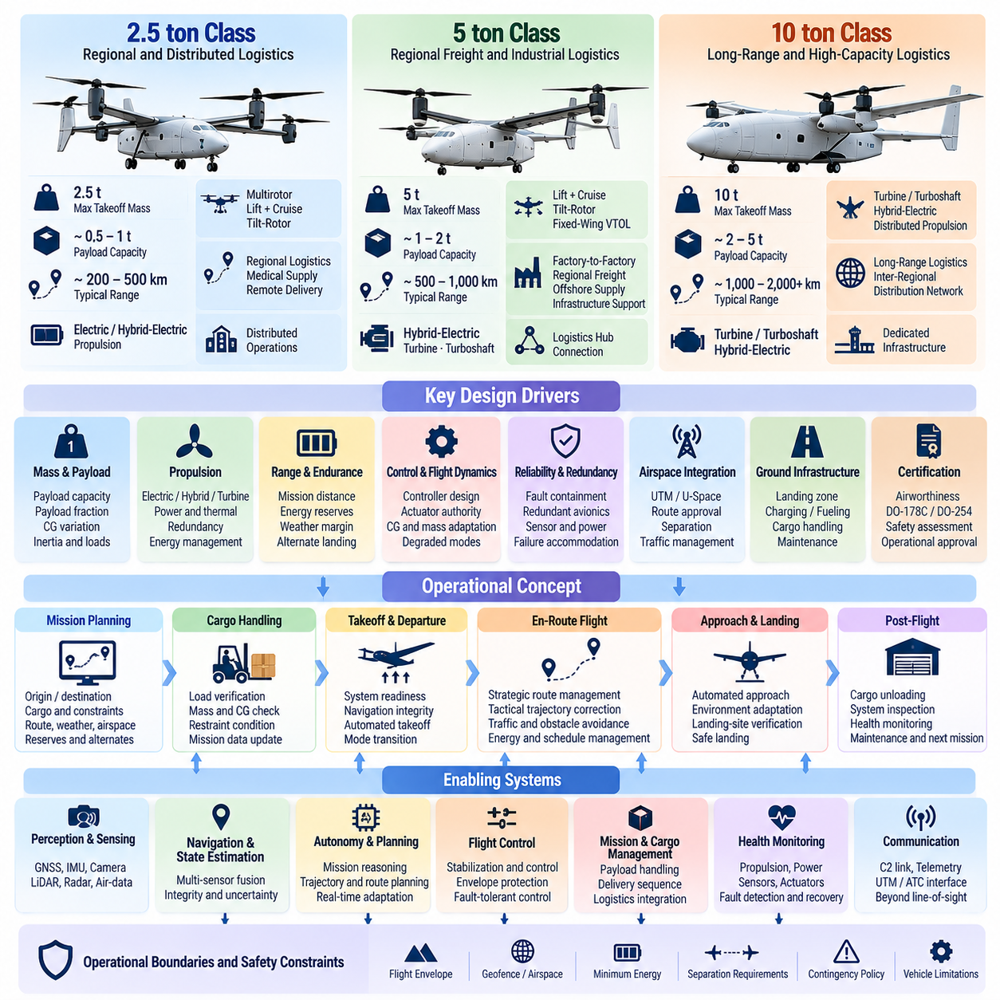 2.5 ton Class
Regional and Distributed Logistics
2.5 t
Max Takeoff Mass
~ 0.5 – 1 t
Payload Capacity
~ 200 – 500 km
Typical Range
Electric / Hybrid-Electric
Propulsion
Multirotor
Lift + Cruise
Tilt-Rotor
Regional Logistics
Medical Supply
Remote Delivery
Distributed
Operations
5 ton Class
Regional Freight and Industrial Logistics
5 t
Max Takeoff Mass
~ 1 – 2 t
Payload Capacity
~ 500 – 1,000 km
Typical Range
Hybrid-Electric
Turbine · Turboshaft
Lift + Cruise
Tilt-Rotor
Fixed-Wing VTOL
Factory-to-Factory
Regional Freight
Offshore Supply
Infrastructure Support
Logistics Hub
Connection
10 ton Class
Long-Range and High-Capacity Logistics
10 t
Max Takeoff Mass
~ 2 – 5 t
Payload Capacity
~ 1,000 – 2,000+ km
Typical Range
Turbine / Turboshaft
Hybrid-Electric
Turbine / Turboshaft
Hybrid-Electric
Distributed Propulsion
Long-Range Logistics
Inter-Regional
Distribution Network
Dedicated
Infrastructure
Key Design Drivers
1
Mass & Payload
Payload capacity
Payload fraction
CG variation
Inertia and loads
Propulsion
Electric / Hybrid / Turbine
Power and thermal
Redundancy
Energy management
Range & Endurance
Mission distance
Energy reserves
Weather margin
Alternate landing
Control & Flight Dynamics
Controller design
Actuator authority
CG and mass adaptation
Degraded modes
Reliability & Redundancy
Fault containment
Redundant avionics
Sensor and power
Failure accommodation
Airspace Integration
UTM / U-Space
Route approval
Separation
Traffic management
Ground Infrastructure
Landing zone
Charging / Fueling
Cargo handling
Maintenance
Certification
Airworthiness
DO-178C / DO-254
Safety assessment
Operational approval
Operational Concept
Mission Planning
Origin / destination
Cargo and constraints
Route, weather, airspace
Reserves and alternates
Cargo Handling
Load verification
Mass and CG check
Restraint condition
Mission data update
Takeoff & Departure
System readiness
Navigation integrity
Automated takeoff
Mode transition
En-Route Flight
Strategic route management
Tactical trajectory correction
Traffic and obstacle avoidance
Energy and schedule management
Approach & Landing
Automated approach
Environment adaptation
Landing-site verification
Safe landing
Post-Flight
Cargo unloading
System inspection
Health monitoring
Maintenance and next mission
Enabling Systems
Perception & Sensing
GNSS, IMU, Camera
LiDAR, Radar, Air-data
Navigation &
State Estimation
Multi-sensor fusion
Integrity and uncertainty
Autonomy & Planning
Mission reasoning
Trajectory and route planning
Real-time adaptation
Flight Control
Stabilization and control
Envelope protection
Fault-tolerant control
Mission & Cargo
Management
Payload handling
Delivery sequence
Logistics integration
Health Monitoring
Propulsion, Power
Sensors, Actuators
Fault detection and recovery
Communication
C2 link, Telemetry
UTM / ATC interface
Beyond line-of-sight
Operational Boundaries and Safety Constraints
Flight Envelope
Geofence / Airspace
Minimum Energy
Separation Requirements
Contingency Policy
Vehicle Limitations